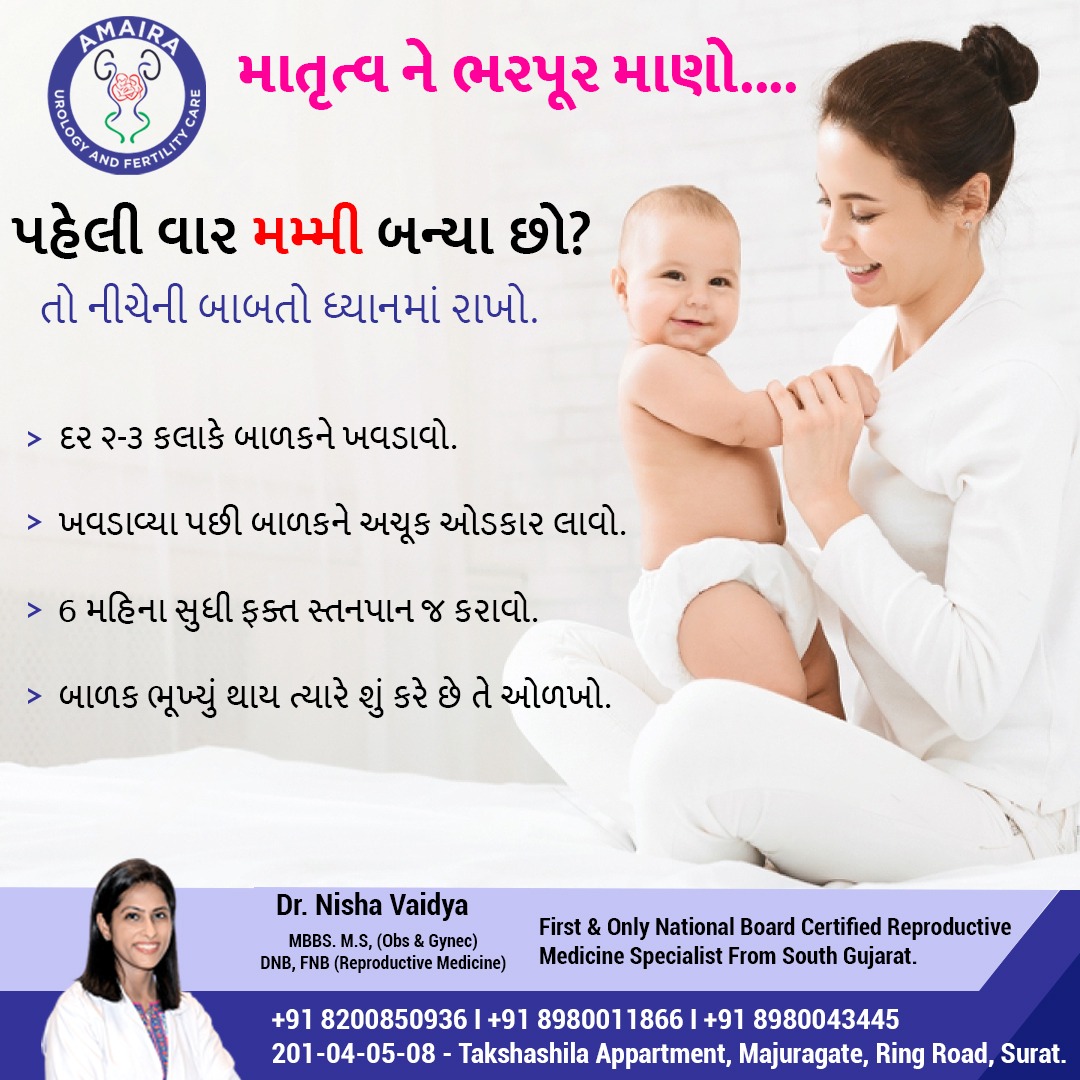 AMAIRA
UROLOGY AND FERTILITY CARE
માતૃત્વ ને ભરપૂર માણો....
પહેલી વાર મમ્મી બન્યા છો?
તો નીચેની બાબતો ધ્યાનમાં રાખો.
> દર ૨-૩ કલાકે બાળકને ખવડાવો.
> ખવડાવ્યા પછી બાળકને અચૂક ઓડકાર લાવો.
> 6 મહિના સુધી ફક્ત સ્તનપાન જ કરાવો.
> બાળક ભૂખ્યું થાય ત્યારે શું કરે છે તે ઓળખો.
Dr. Nisha Vaidya
MBBS. M.S, (Obs & Gynec)
DNB, FNB (Reproductive Medicine)
First & Only National Board Certified Reproductive
Medicine Specialist From South Gujarat.
+91 8200850936 I +91 8980011866 I +91 8980043445
201-04-05-08 - Takshashila Appartment, Majuragate, Ring Road, Surat.